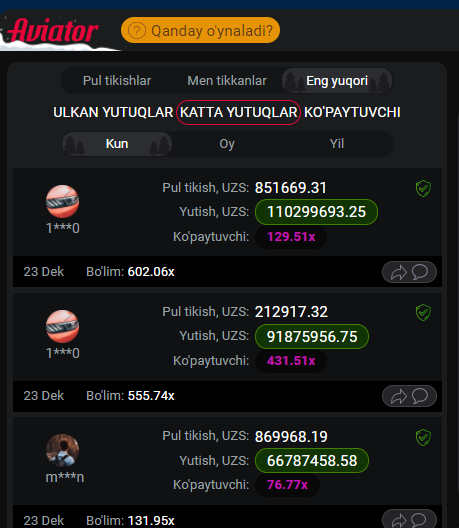 Aviator
? Qanday o'ynaladi?
Pul tikishlar Men tikkanlar Eng yuqori
ULKAN YUTUQLAR KATTA YUTUQLAR KO'PAYTUVCHI
Kun Oy Yil
Pul tikish, UZS: 851669.31
Yutish, UZS: 110299693.25
1***0
Ko'paytuvchi: 129.51x
23 Dek Bo'lim: 602.06x
Pul tikish, UZS: 212917.32
Yutish, UZS: 91875956.75
1***0
Ko'paytuvchi: 431.51x
23 Dek Bo'lim: 555.74x
Pul tikish, UZS: 869968.19
Yutish, UZS: 66787458.58
m***n
Ko'paytuvchi: 76.77x
23 Dek Bo'lim: 131.95x